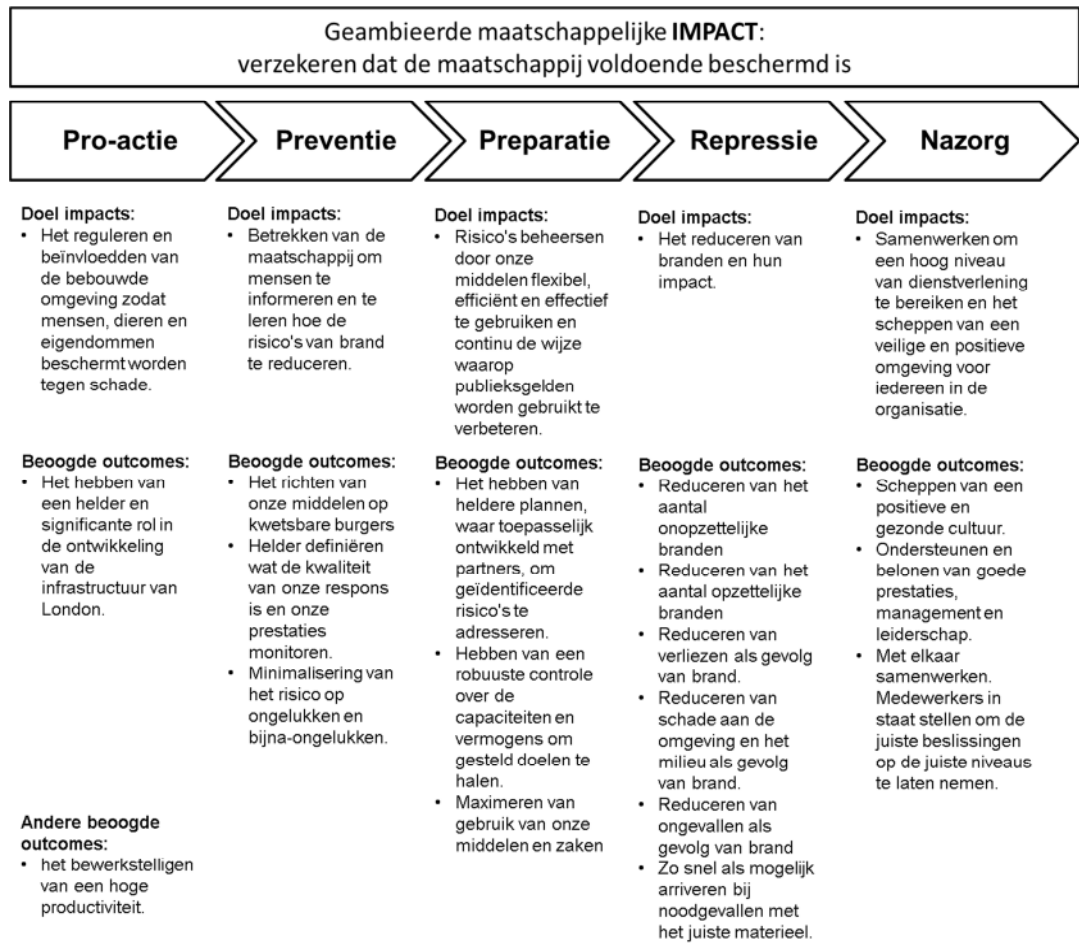 Geambieerde maatschappelijke IMPACT:
verzekeren dat de maatschappij voldoende beschermd is
Pro-actie
Preventie
Preparatie
Repressie
Nazorg
Doel impacts:
• Het reguleren en
beïnvloedden van
de bebouwde
omgeving zodat
mensen, dieren en
eigendommen
beschermt worden
tegen schade.
Beoogde outcomes:
• Het hebben van
een helder en
significante rol in
de ontwikkeling
van de
infrastructuur van
London.
Andere beoogde
outcomes:
• het bewerkstelligen
van een hoge
productiviteit.
Doel impacts:
• Betrekken van de
maatschappij om
mensen te
informeren en te
leren hoe de
risico's van brand
te reduceren.
Beoogde outcomes:
• Het richten van
onze middelen op
kwetsbare burgers
• Helder definiëren
wat de kwaliteit
van onze respons
is en onze
prestaties
monitoren.
• Minimalisering van
het risico op
ongelukken en
bijna-ongelukken.
Doel impacts:
• Risico's beheersen
door onze
middelen flexibel,
efficiënt en effectief
te gebruiken en
continu de wijze
waarop
publieksgelden
worden gebruikt te
verbeteren.
Beoogde outcomes:
• Het hebben van
heldere plannen,
waar toepasselijk
ontwikkeld met
partners, om
geïdentificeerde
risico's te
adresseren.
• Hebben van een
robuuste controle
over de
capaciteiten en
vermogens om
gesteld doelen te
halen.
• Maximeren van
gebruik van onze
middelen en zaken
Doel impacts:
• Het reduceren van
branden en hun
impact.
Beoogde outcomes:
• Reduceren van het
aantal
onopzettelijke
branden
• Reduceren van het
aantal opzettelijke
branden
• Reduceren van
verliezen als gevolg
van brand.
• Reduceren van
schade aan de
omgeving en het
milieu als gevolg
van brand.
• Reduceren van
ongevallen als
gevolg van brand
• Zo snel als mogelijk
arriveren bij
noodgevallen met
het juiste materieel.
Doel impacts:
• Samenwerken om
een hoog niveau
van dienstverlening
te bereiken en het
scheppen van een
veilige en positieve
omgeving voor
iedereen in de
organisatie.
Beoogde outcomes:
• Scheppen van een
positieve en
gezonde cultuur.
• Ondersteunen en
belonen van goede
prestaties,
management en
leiderschap.
• Met elkaar
samenwerken.
Medewerkers in
staat stellen om de
juiste beslissingen
op de juiste niveaus
te laten nemen.